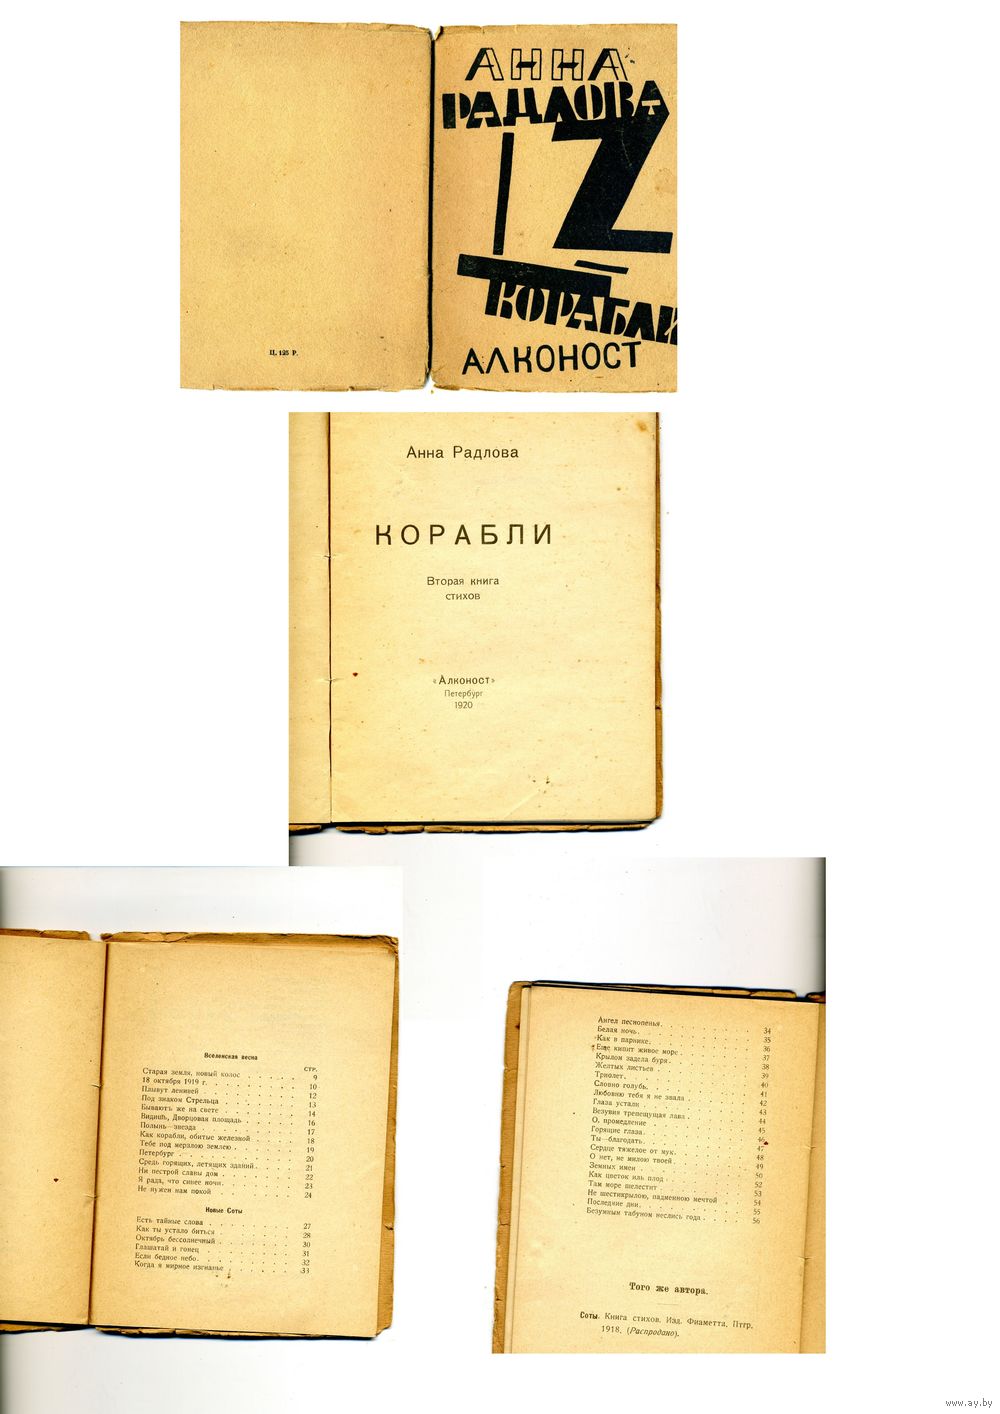 АННА
РАДЛОВА
КОРАБЛИ
АЛКОНОСТ
Ц. 125 Р.
Анна Радлова
КОРАБЛИ
Вторая книга
стихов
«Алконост»
Петербург
1920
Вселенская весна
СТР.
Старая земля, новый колос 9
18 октября 1919 г. 10
Плывут ленивей 12
Под знаком Стрельца 13
Бывают же на свете 14
Видишь, Дворцовая площадь 16
Полынь—звезда 17
Как корабли, обитые железной 18
Тебе под мерзлою землею 19
Петербург 20
Средь горящих, летящих зданий 21
Ни пестрой славы дом 22
Я рада, что синее ночи 23
Не нужен нам покой 24
Новые Соты
Есть тайные слова 27
Как ты устало биться 28
Октябрь бессолнечный 30
Глашатай и гонец 31
Если бедное небо 32
Когда я мирное изгнанье 33
Ангел песнопенья 34
Белая ночь 35
Как в парнике 36
Еще кипит живое море 37
Крылом задела буря 38
Желтых листьев 39
Триолет 40
Словно голубь 41
Любовню тебя я не звала 42
Глаза устали 43
Везувия трепещущая лава 44
О, промедление 45
Горящие глаза 46
Ты—благодать 47
Сердце тяжелое от мук 48
О нет, не милою твоей 49
Земных имен 50
Как цветок иль плод 52
Там море шелестит 53
Не шестикрылою, надменною мечтой 54
Последние дни 55
Безумным табуном неслись года 56
Того же автора.
Соты. Книга стихов. Изд. Фиаметта, Птгр.
1918. (Распродано).
www.ay.by